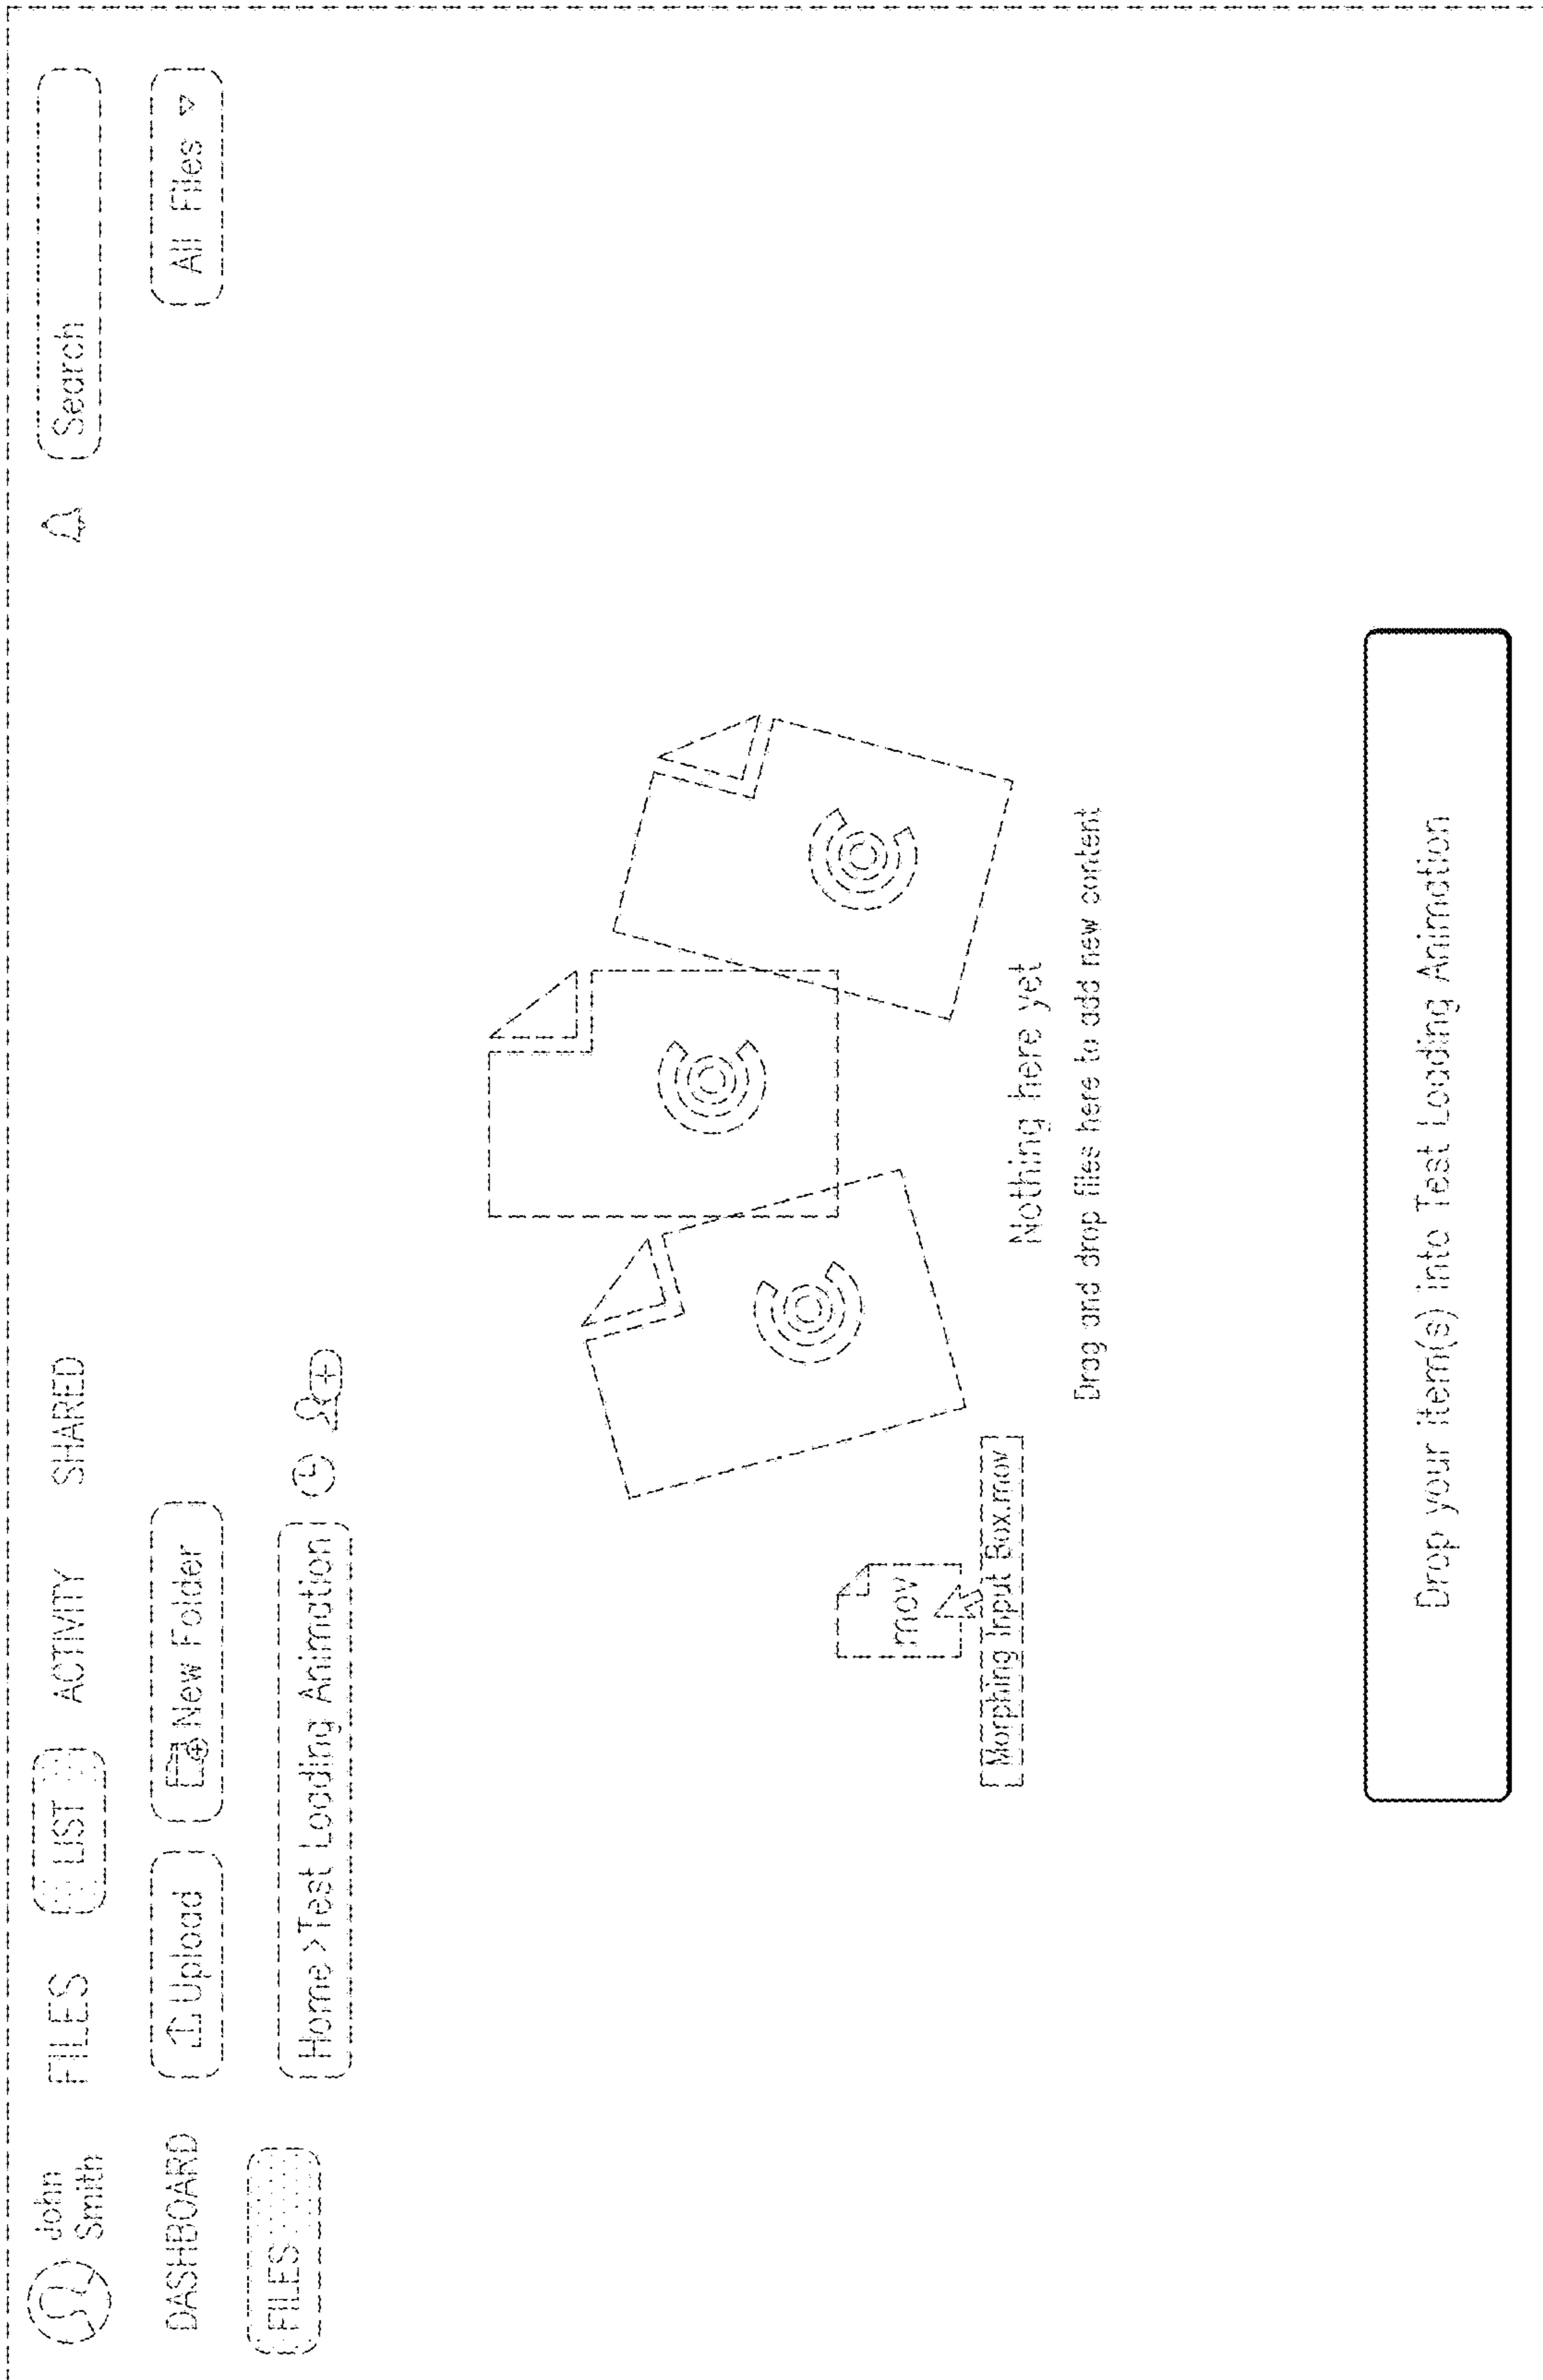 John
Smith
FILES
LIST
ACTIVITY
SHARED
Search
DASHBOARD
Upload
New Folder
All Files
FILES
Home>Test Loading Animation
mov
Morphing Input Box.mov
Nothing here yet
Drag and drop files here to add new content
Drop your item(s) into Test Loading Animation